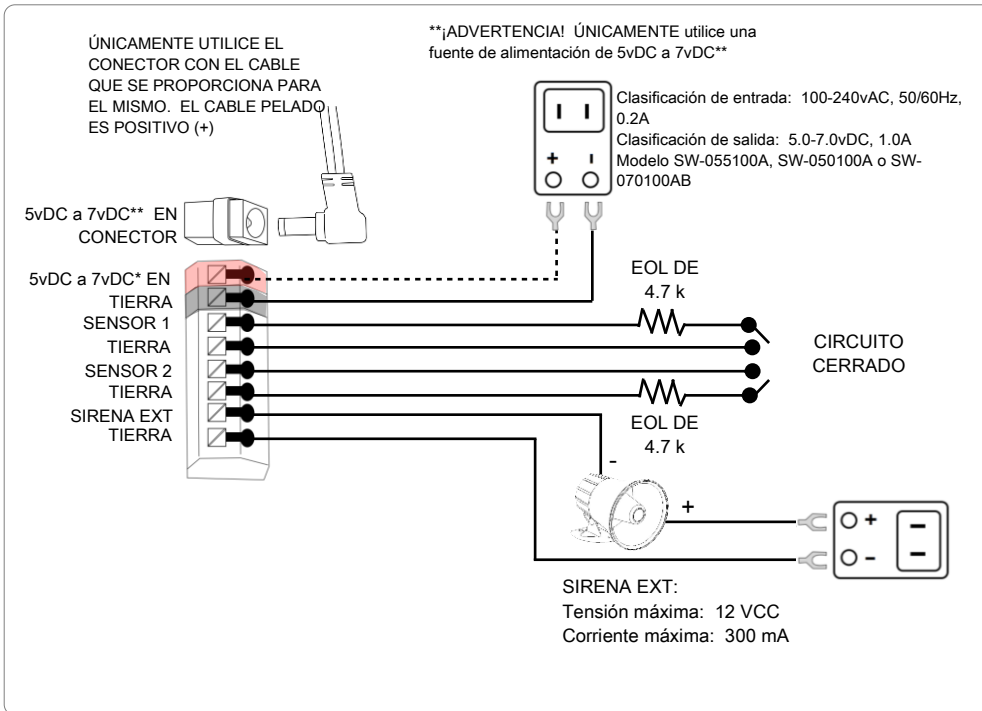 ÚNICAMENTE UTILICE EL
CONECTOR CON EL CABLE
QUE SE PROPORCIONA PARA
EL MISMO. EL CABLE PELADO
ES POSITIVO (+)
**¡ADVERTENCIA! ÚNICAMENTE utilice una
fuente de alimentación de 5vDC a 7vDC**
Clasificación de entrada: 100-240vAC, 50/60Hz,
0.2A
Clasificación de salida: 5.0-7.0vDC, 1.0A
Modelo SW-055100A, SW-050100A o SW-
070100AB
+ -
5vDC a 7vDC** EN
CONECTOR
5vDC a 7vDC* EN
TIERRA
SENSOR 1
TIERRA
SENSOR 2
TIERRA
SIRENA EXT
TIERRA
EOL DE
4.7 k
CIRCUITO
CERRADO
EOL DE
4.7 k
-
+
+
-
SIRENA EXT:
Tensión máxima: 12 VCC
Corriente máxima: 300 mA